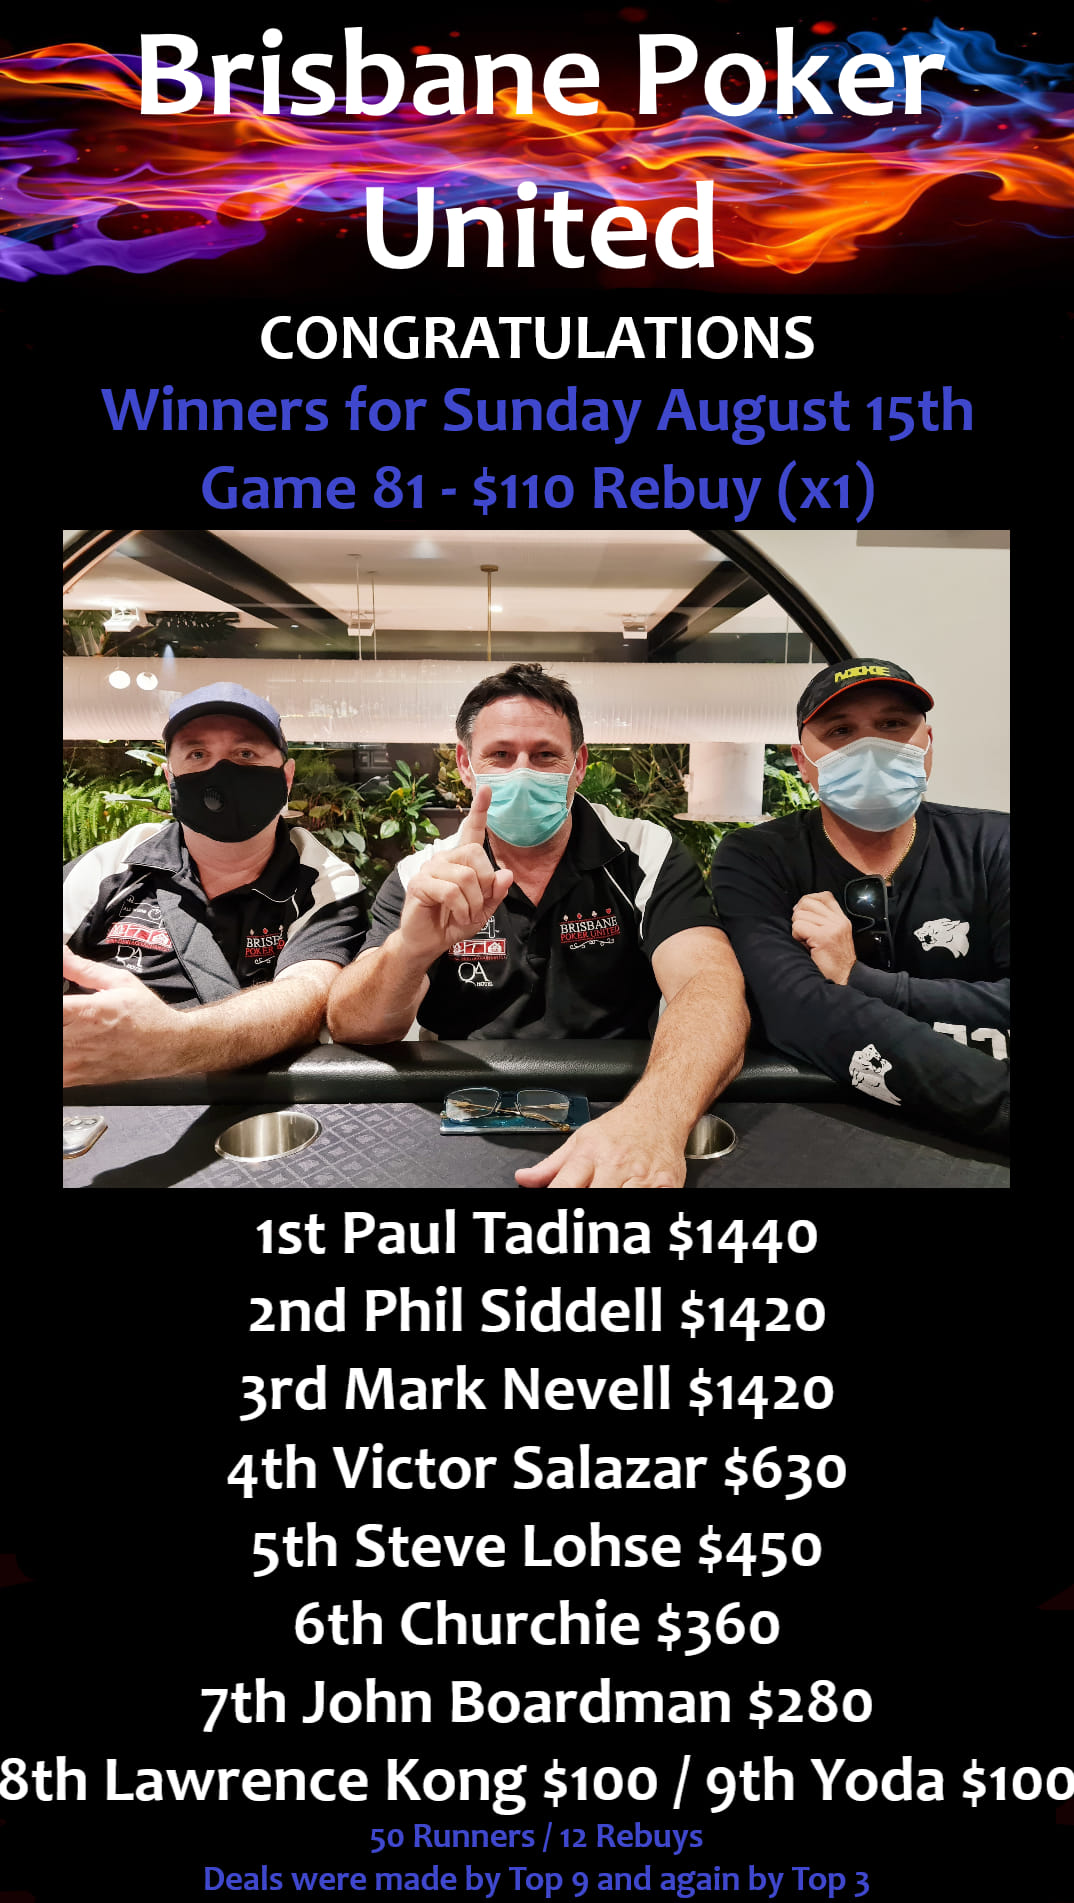 Brisbane Poker
United
CONGRATULATIONS
Winners for Sunday August 15th
Game 81 - $110 Rebuy (x1)
BRISBANE
POKER UNITED
QA
HOTEL
1st Paul Tadina $1440
2nd Phil Siddell $1420
3rd Mark Nevell $1420
4th Victor Salazar $630
5th Steve Lohse $450
6th Churchie $360
7th John Boardman $280
8th Lawrence Kong $100 / 9th Yoda $100
50 Runners / 12 Rebuys
Deals were made by Top 9 and again by Top 3